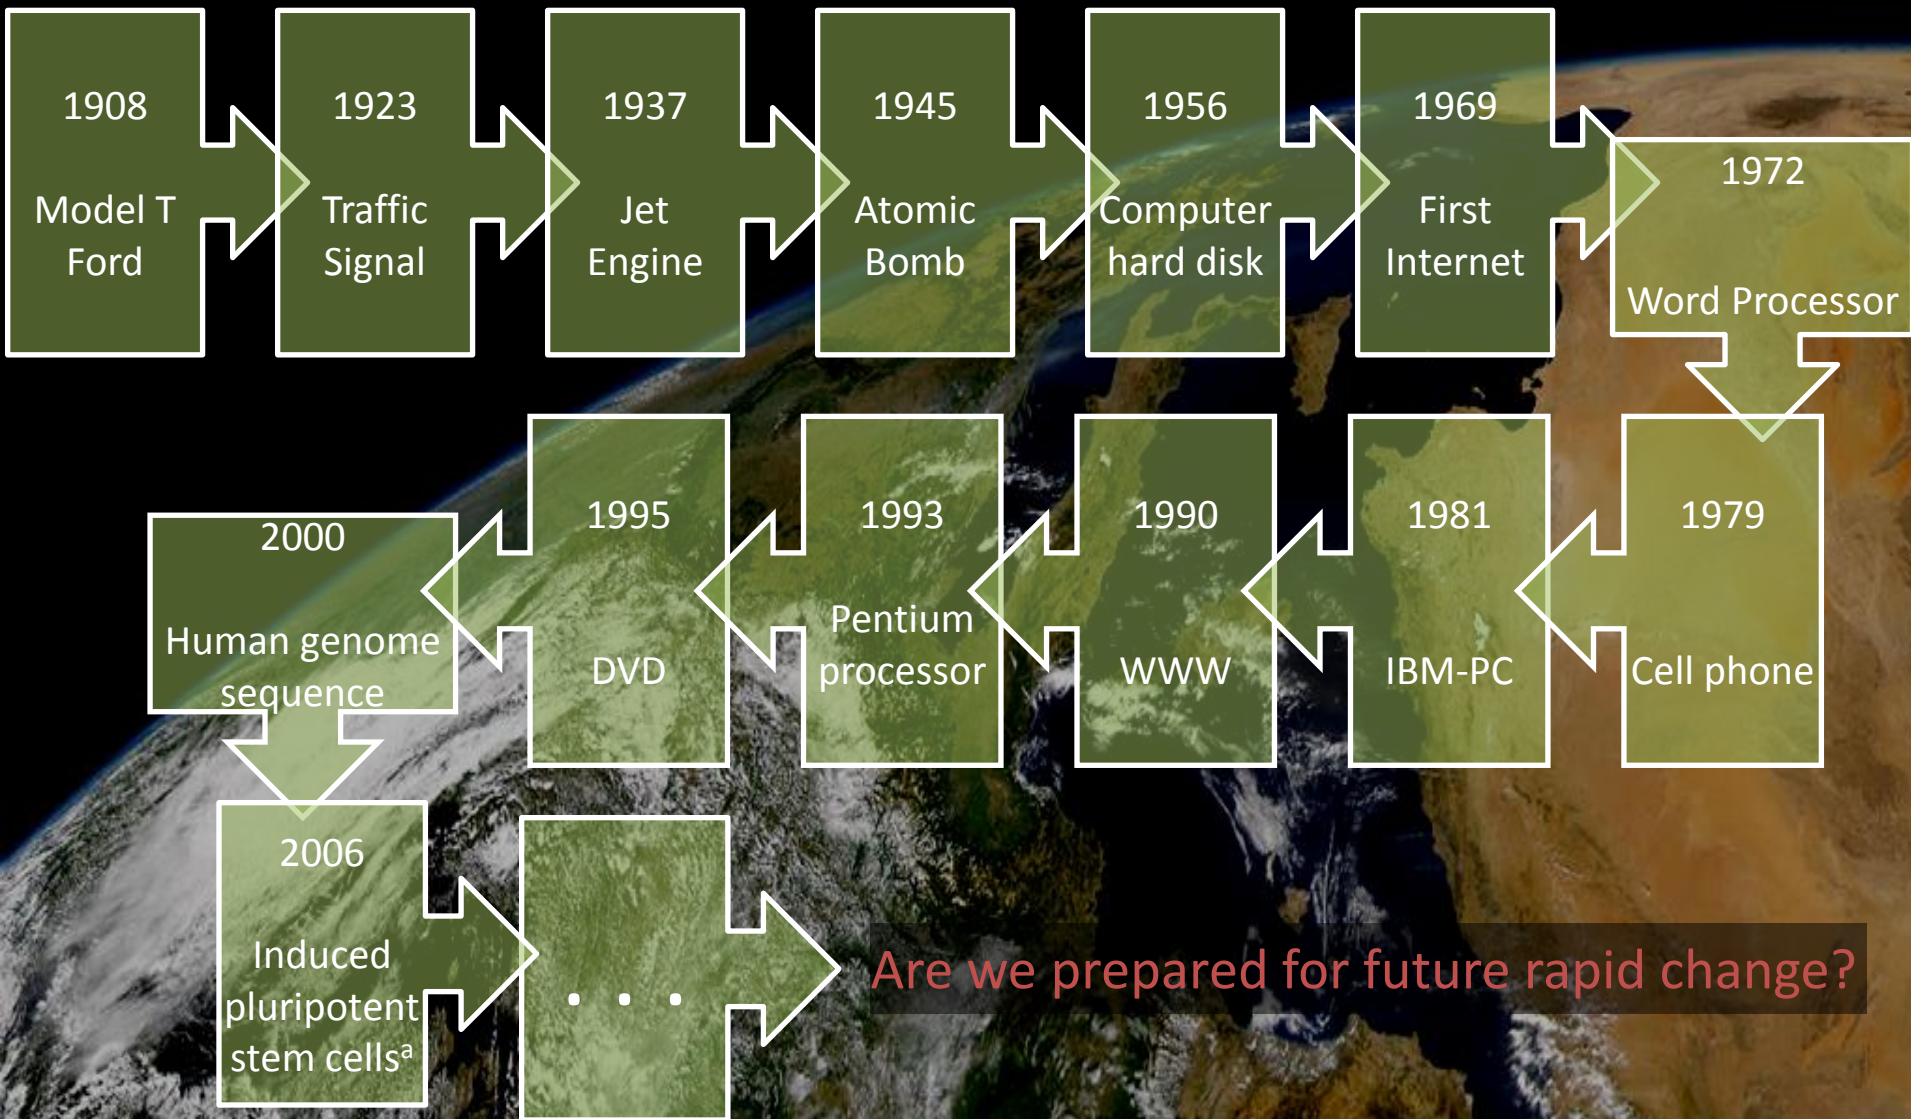 1908
Model T
Ford
1923
Traffic
Signal
1937
Jet
Engine
1945
Atomic
Bomb
1956
Computer
hard disk
1969
First
Internet
1972
Word Processor
1979
Cell phone
1981
IBM-PC
1990
WWW
1993
Pentium
processor
1995
DVD
2000
Human genome
sequence
2006
Induced
pluripotent
stem cellsᵃ
. . .
Are we prepared for future rapid change?